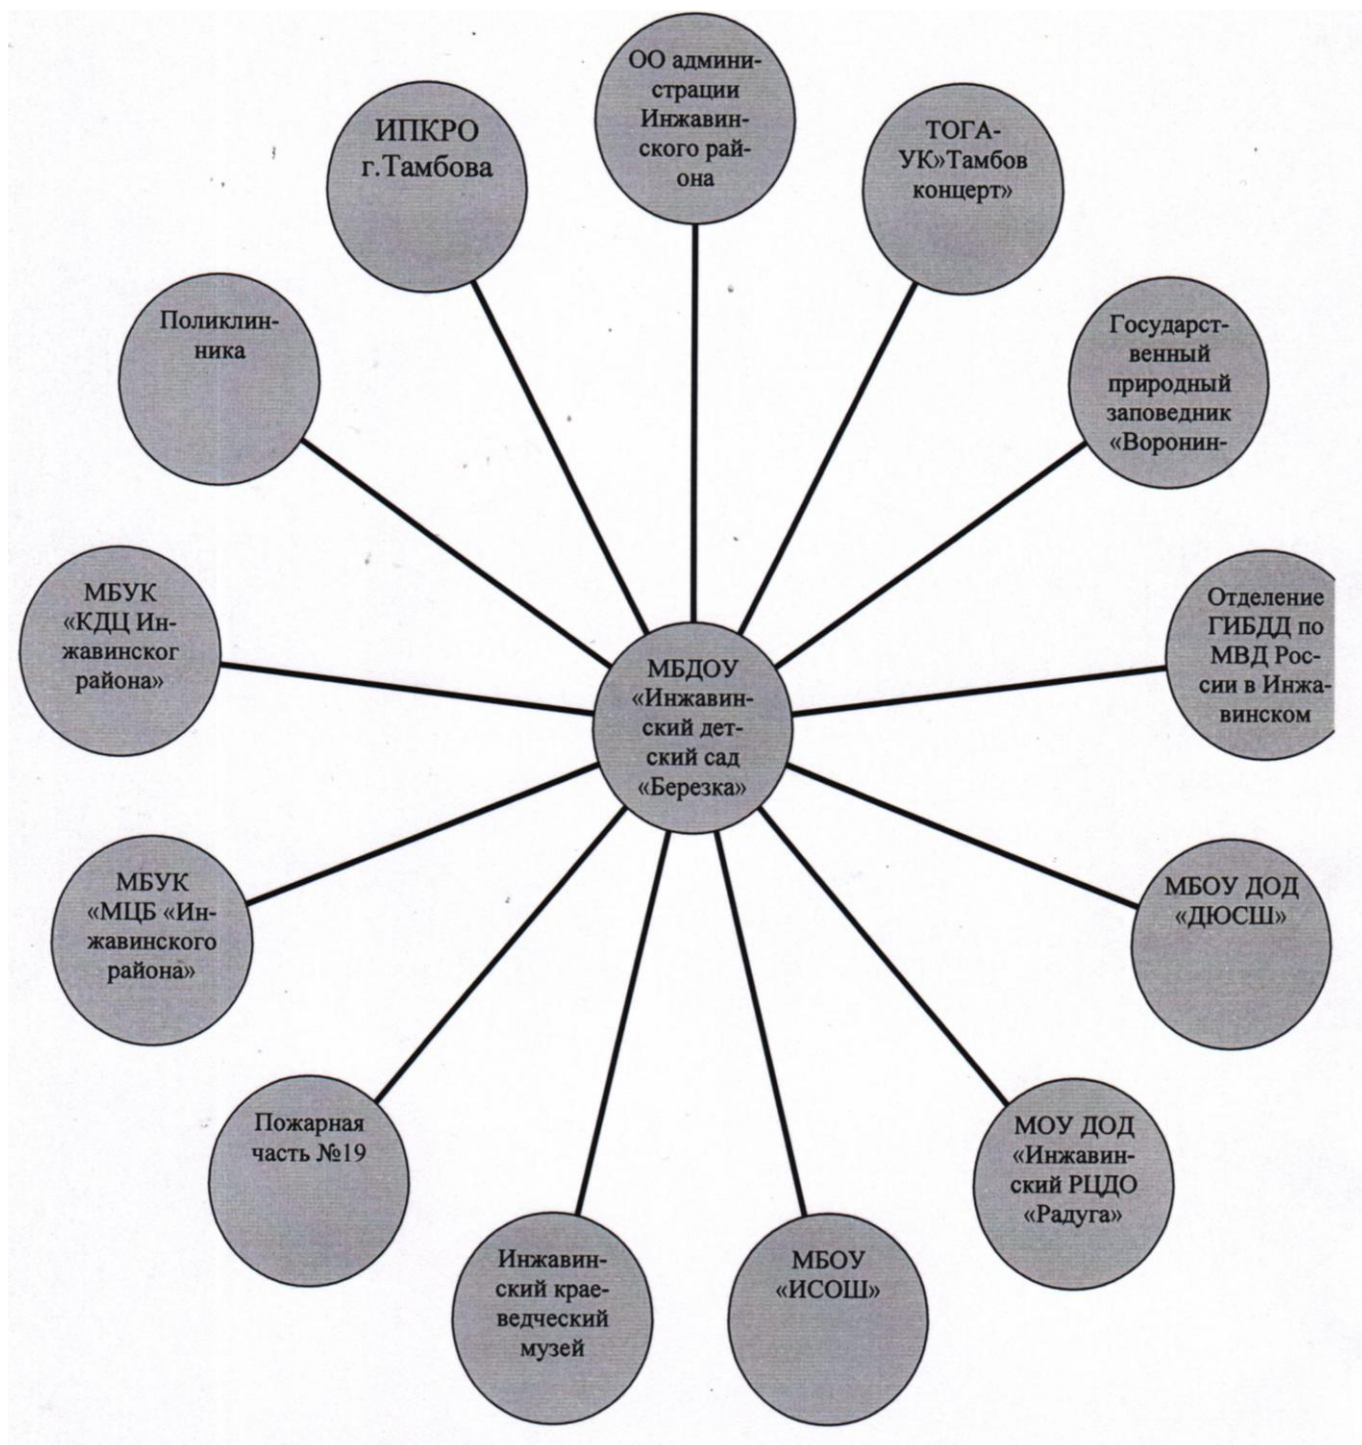 ОО админи-
страции
Инжавин-
ского рай-
она
ТОГА-
УК»Тамбов
концерт»
Государст-
венный
природный
заповедник
«Воронин-
Отделение
ГИБДД по
МВД Рос-
сии в Инжа-
винском
МБОУ ДОД
«ДЮСШ»
МОУ ДОД
«Инжавин-
ский РЦДО
«Радуга»
МБОУ
«ИСОШ»
Инжавин-
ский крае-
ведческий
музей
Пожарная
часть №19
МБУК
«МЦБ «Ин-
жавинского
района»
МБУК
«КДЦ Ин-
жавинског
района»
Поликлин-
ника
ИПКРО
г.Тамбова
МБДОУ
«Инжавин-
ский дет-
ский сад
«Березка»